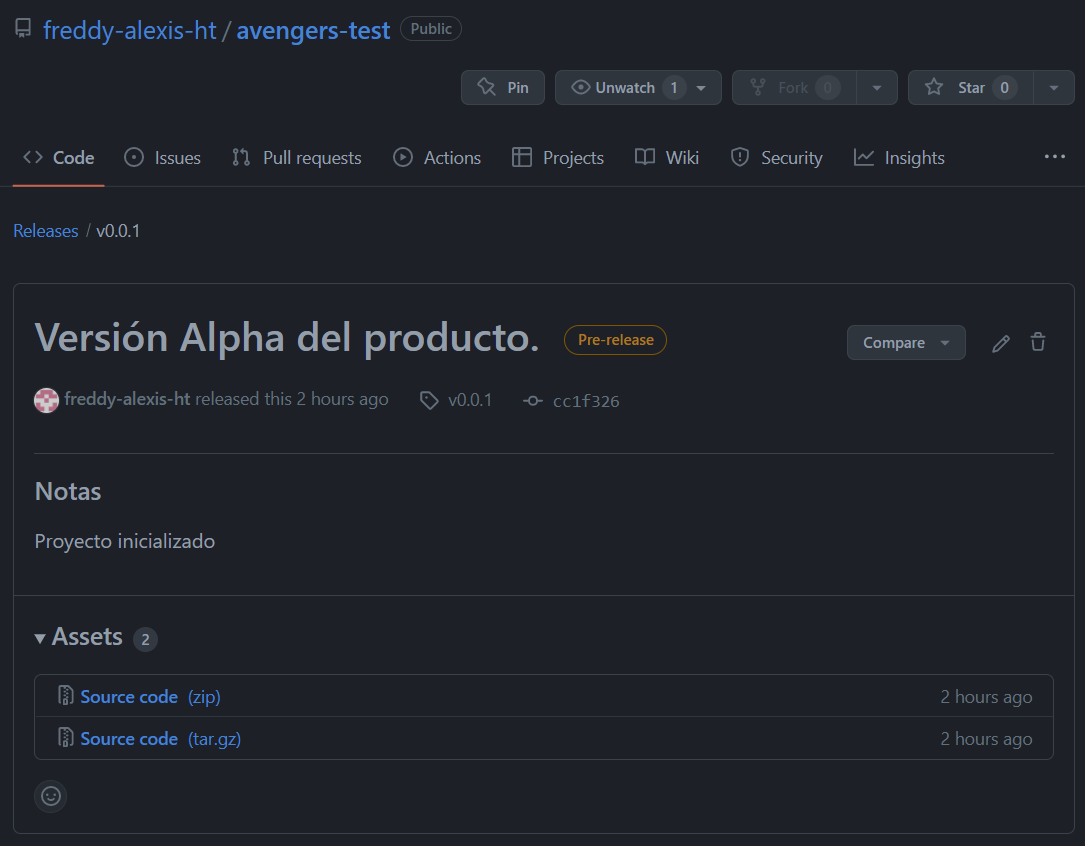 freddy-alexis-ht / avengers-test Public
Pin Unwatch 1 Fork 0 Star 0
Code Issues Pull requests Actions Projects Wiki Security Insights
Releases / v0.0.1
Versión Alpha del producto. Pre-release Compare
freddy-alexis-ht released this 2 hours ago v0.0.1 cc1f326
Notas
Proyecto inicializado
Assets 2
Source code (zip) 2 hours ago
Source code (tar.gz) 2 hours ago